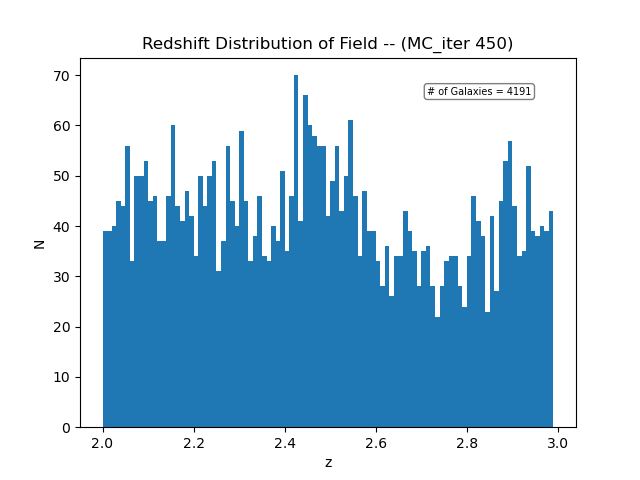 Redshift Distribution of Field -- (MC_iter 450)
# of Galaxies = 4191
70
60
50
40
30
20
10
0
N
2.0 2.2 2.4 2.6 2.8 3.0
z